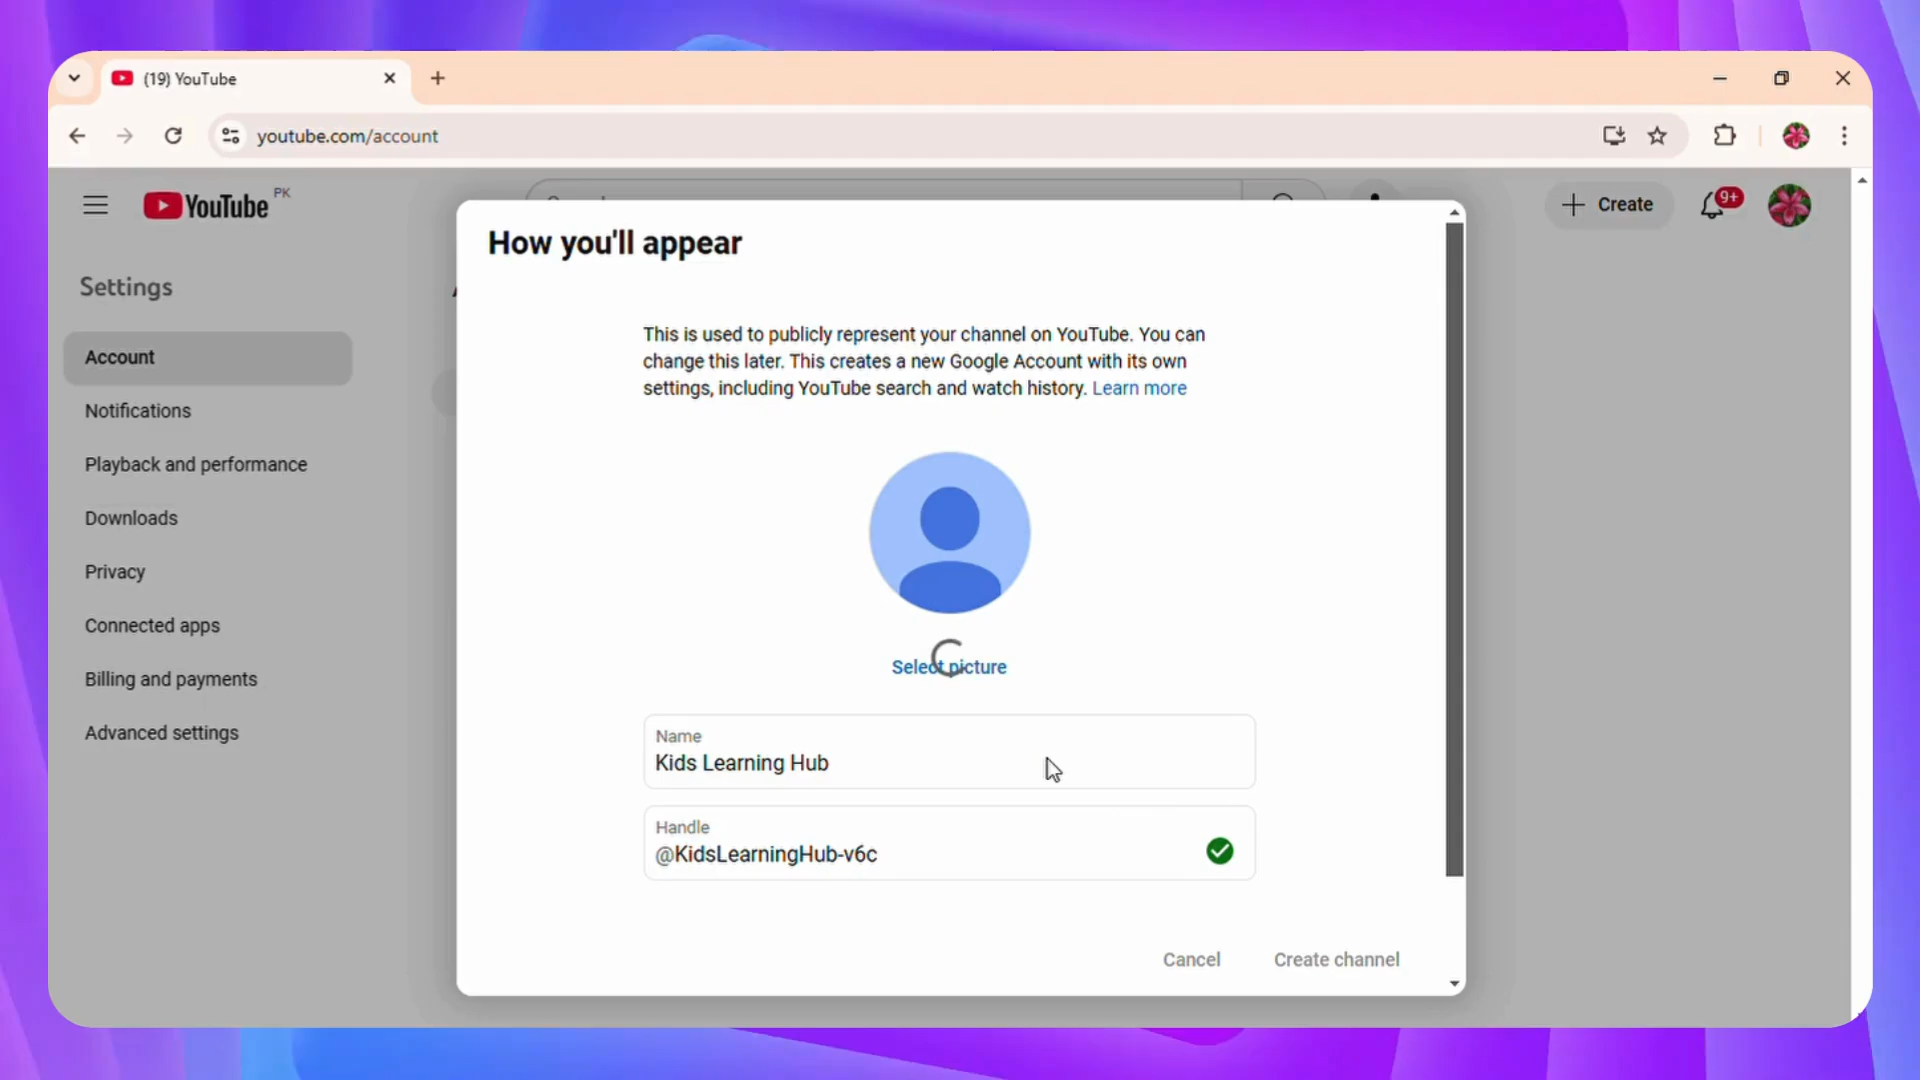 (19) YouTube
youtube.com/account
YouTube PK
Create
9+
Settings
Account
Notifications
Playback and performance
Downloads
Privacy
Connected apps
Billing and payments
Advanced settings
How you'll appear
This is used to publicly represent your channel on YouTube. You can
change this later. This creates a new Google Account with its own
settings, including YouTube search and watch history. Learn more
Select picture
Name
Kids Learning Hub
Handle
@KidsLearningHub-v6c
Cancel
Create channel